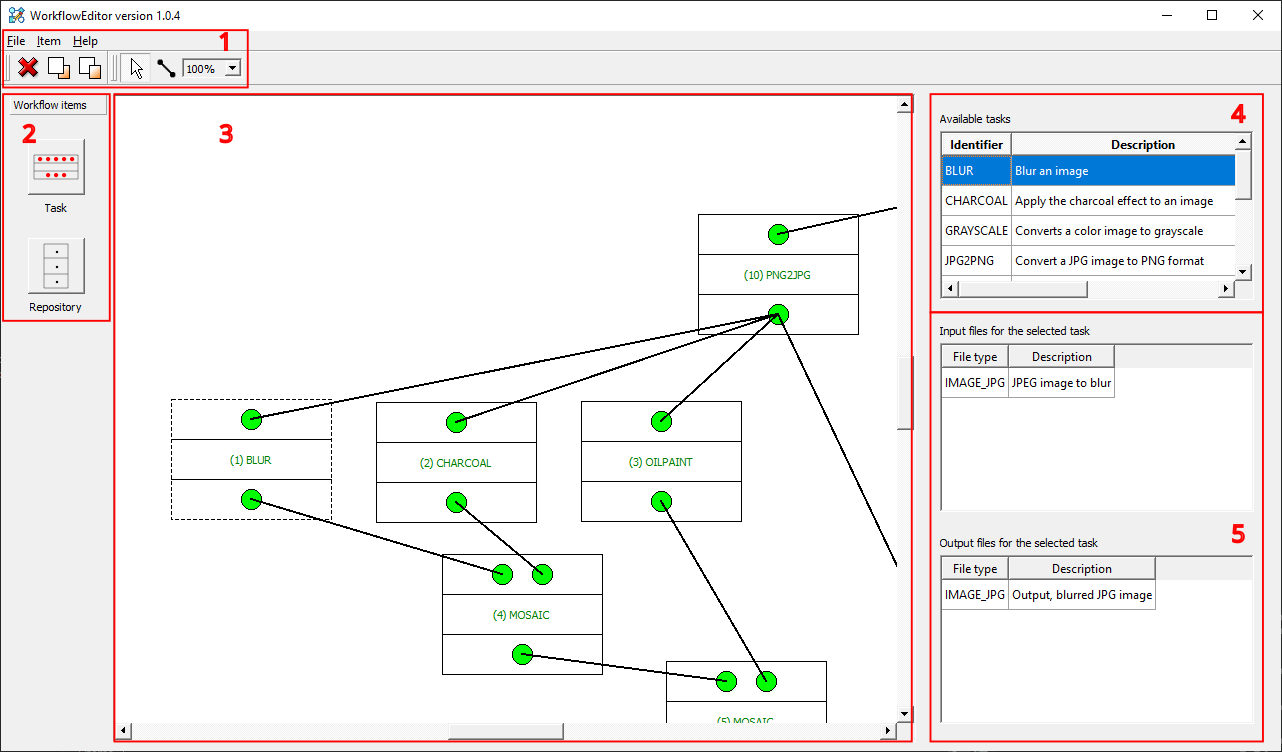 WorkflowEditor version 1.0.4
File Item Help
1
100%
Workflow items
2
Task
Repository
3
(10) PNG2JPG
(1) BLUR
(2) CHARCOAL
(3) OILPAINT
(4) MOSAIC
(5) MOSAIC
4
Available tasks
Identifier Description
BLUR Blur an image
CHARCOAL Apply the charcoal effect to an image
GRAYSCALE Converts a color image to grayscale
JPG2PNG Convert a JPG image to PNG format
Input files for the selected task
File type Description
IMAGE_JPG JPEG image to blur
5
Output files for the selected task
File type Description
IMAGE_JPG Output, blurred JPG image